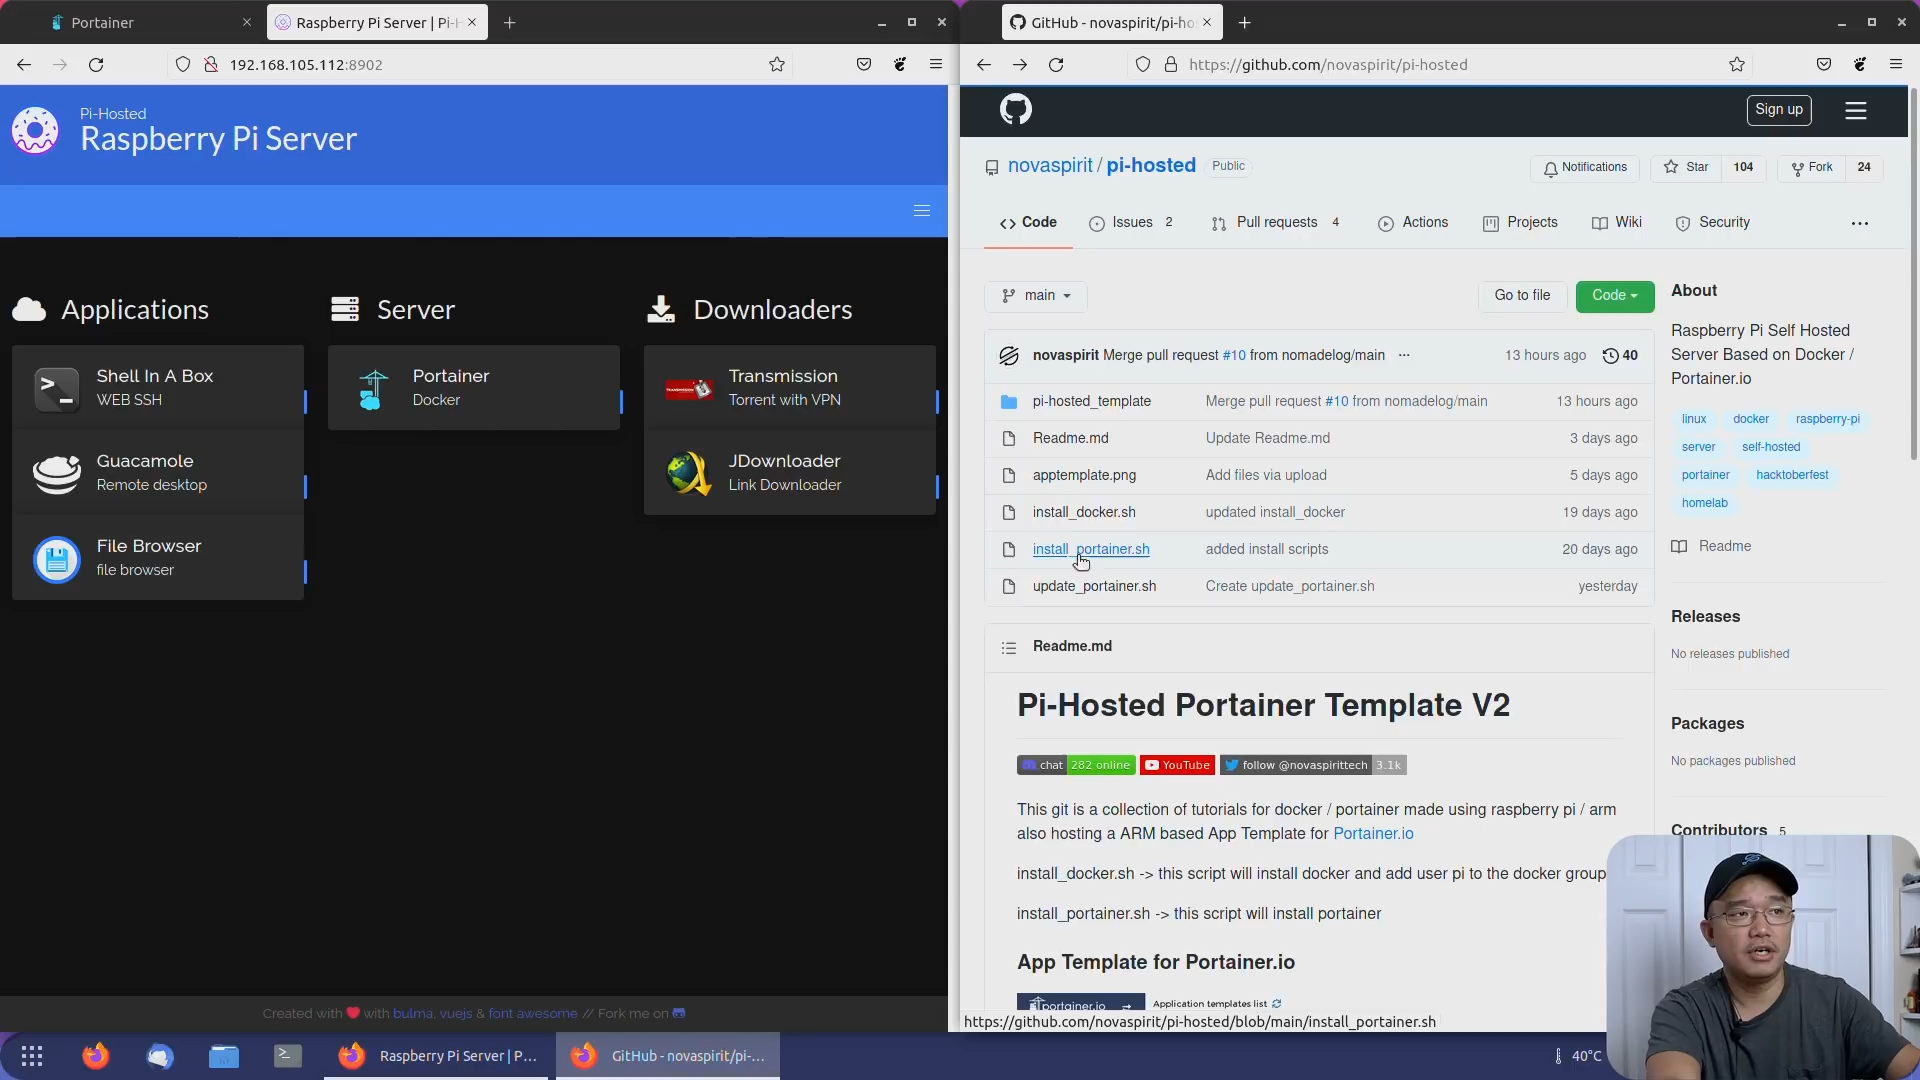 Portainer
Raspberry Pi Server | Pi-H
192.168.105.112:8902
Pi-Hosted
Raspberry Pi Server
Applications
Shell In A Box
WEB SSH
Guacamole
Remote desktop
File Browser
file browser
Server
Portainer
Docker
Downloaders
TRANSMISSION
Transmission
Torrent with VPN
JDownloader
Link Downloader
Created with with bulma, vuejs & font awesome // Fork me on
GitHub - novaspirit/pi-ho
https://github.com/novaspirit/pi-hosted
Sign up
novaspirit / pi-hosted Public
Notifications
Star 104
Fork 24
Code
Issues 2
Pull requests 4
Actions
Projects
Wiki
Security
main
Go to file
Code
novaspirit Merge pull request #10 from nomadelog/main ... 13 hours ago 40
pi-hosted_template Merge pull request #10 from nomadelog/main 13 hours ago
Readme.md Update Readme.md 3 days ago
apptemplate.png Add files via upload 5 days ago
install_docker.sh updated install_docker 19 days ago
install_portainer.sh added install scripts 20 days ago
update_portainer.sh Create update_portainer.sh yesterday
Readme.md
Pi-Hosted Portainer Template V2
chat 282 online YouTube follow @novaspirittech 3.1k
This git is a collection of tutorials for docker / portainer made using raspberry pi / arm
also hosting a ARM based App Template for Portainer.io
install_docker.sh -> this script will install docker and add user pi to the docker group
install_portainer.sh -> this script will install portainer
App Template for Portainer.io
portainer.io Application templates list
https://github.com/novaspirit/pi-hosted/blob/main/install_portainer.sh
About
Raspberry Pi Self Hosted
Server Based on Docker /
Portainer.io
linux docker raspberry-pi
server self-hosted
portainer hacktoberfest
homelab
Readme
Releases
No releases published
Packages
No packages published
Contributors 5
Raspberry Pi Server | P...
GitHub - novaspirit/pi-...
40°C